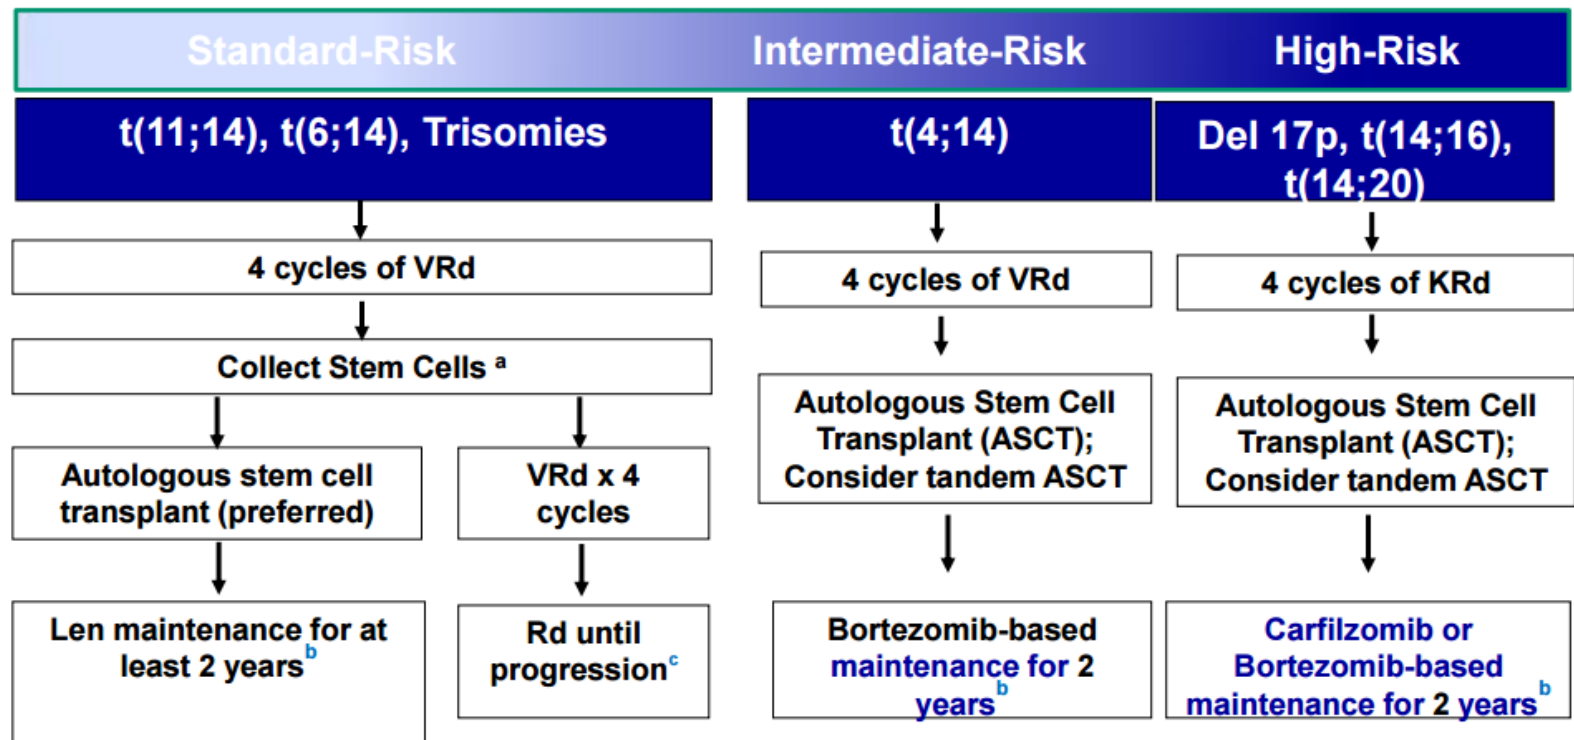 Standard-Risk
Intermediate-Risk
High-Risk
t(11;14), t(6;14), Trisomies
t(4;14)
Del 17p, t(14;16),
t(14;20)
4 cycles of VRd
Collect Stem Cells a
Autologous stem cell
transplant (preferred)
VRd x 4
cycles
Len maintenance for at
least 2 years b
Rd until
progression c
4 cycles of VRd
Autologous Stem Cell
Transplant (ASCT);
Consider tandem ASCT
Bortezomib-based
maintenance for 2
years b
4 cycles of KRd
Autologous Stem Cell
Transplant (ASCT);
Consider tandem ASCT
Carfilzomib or
Bortezomib-based
maintenance for 2 years b